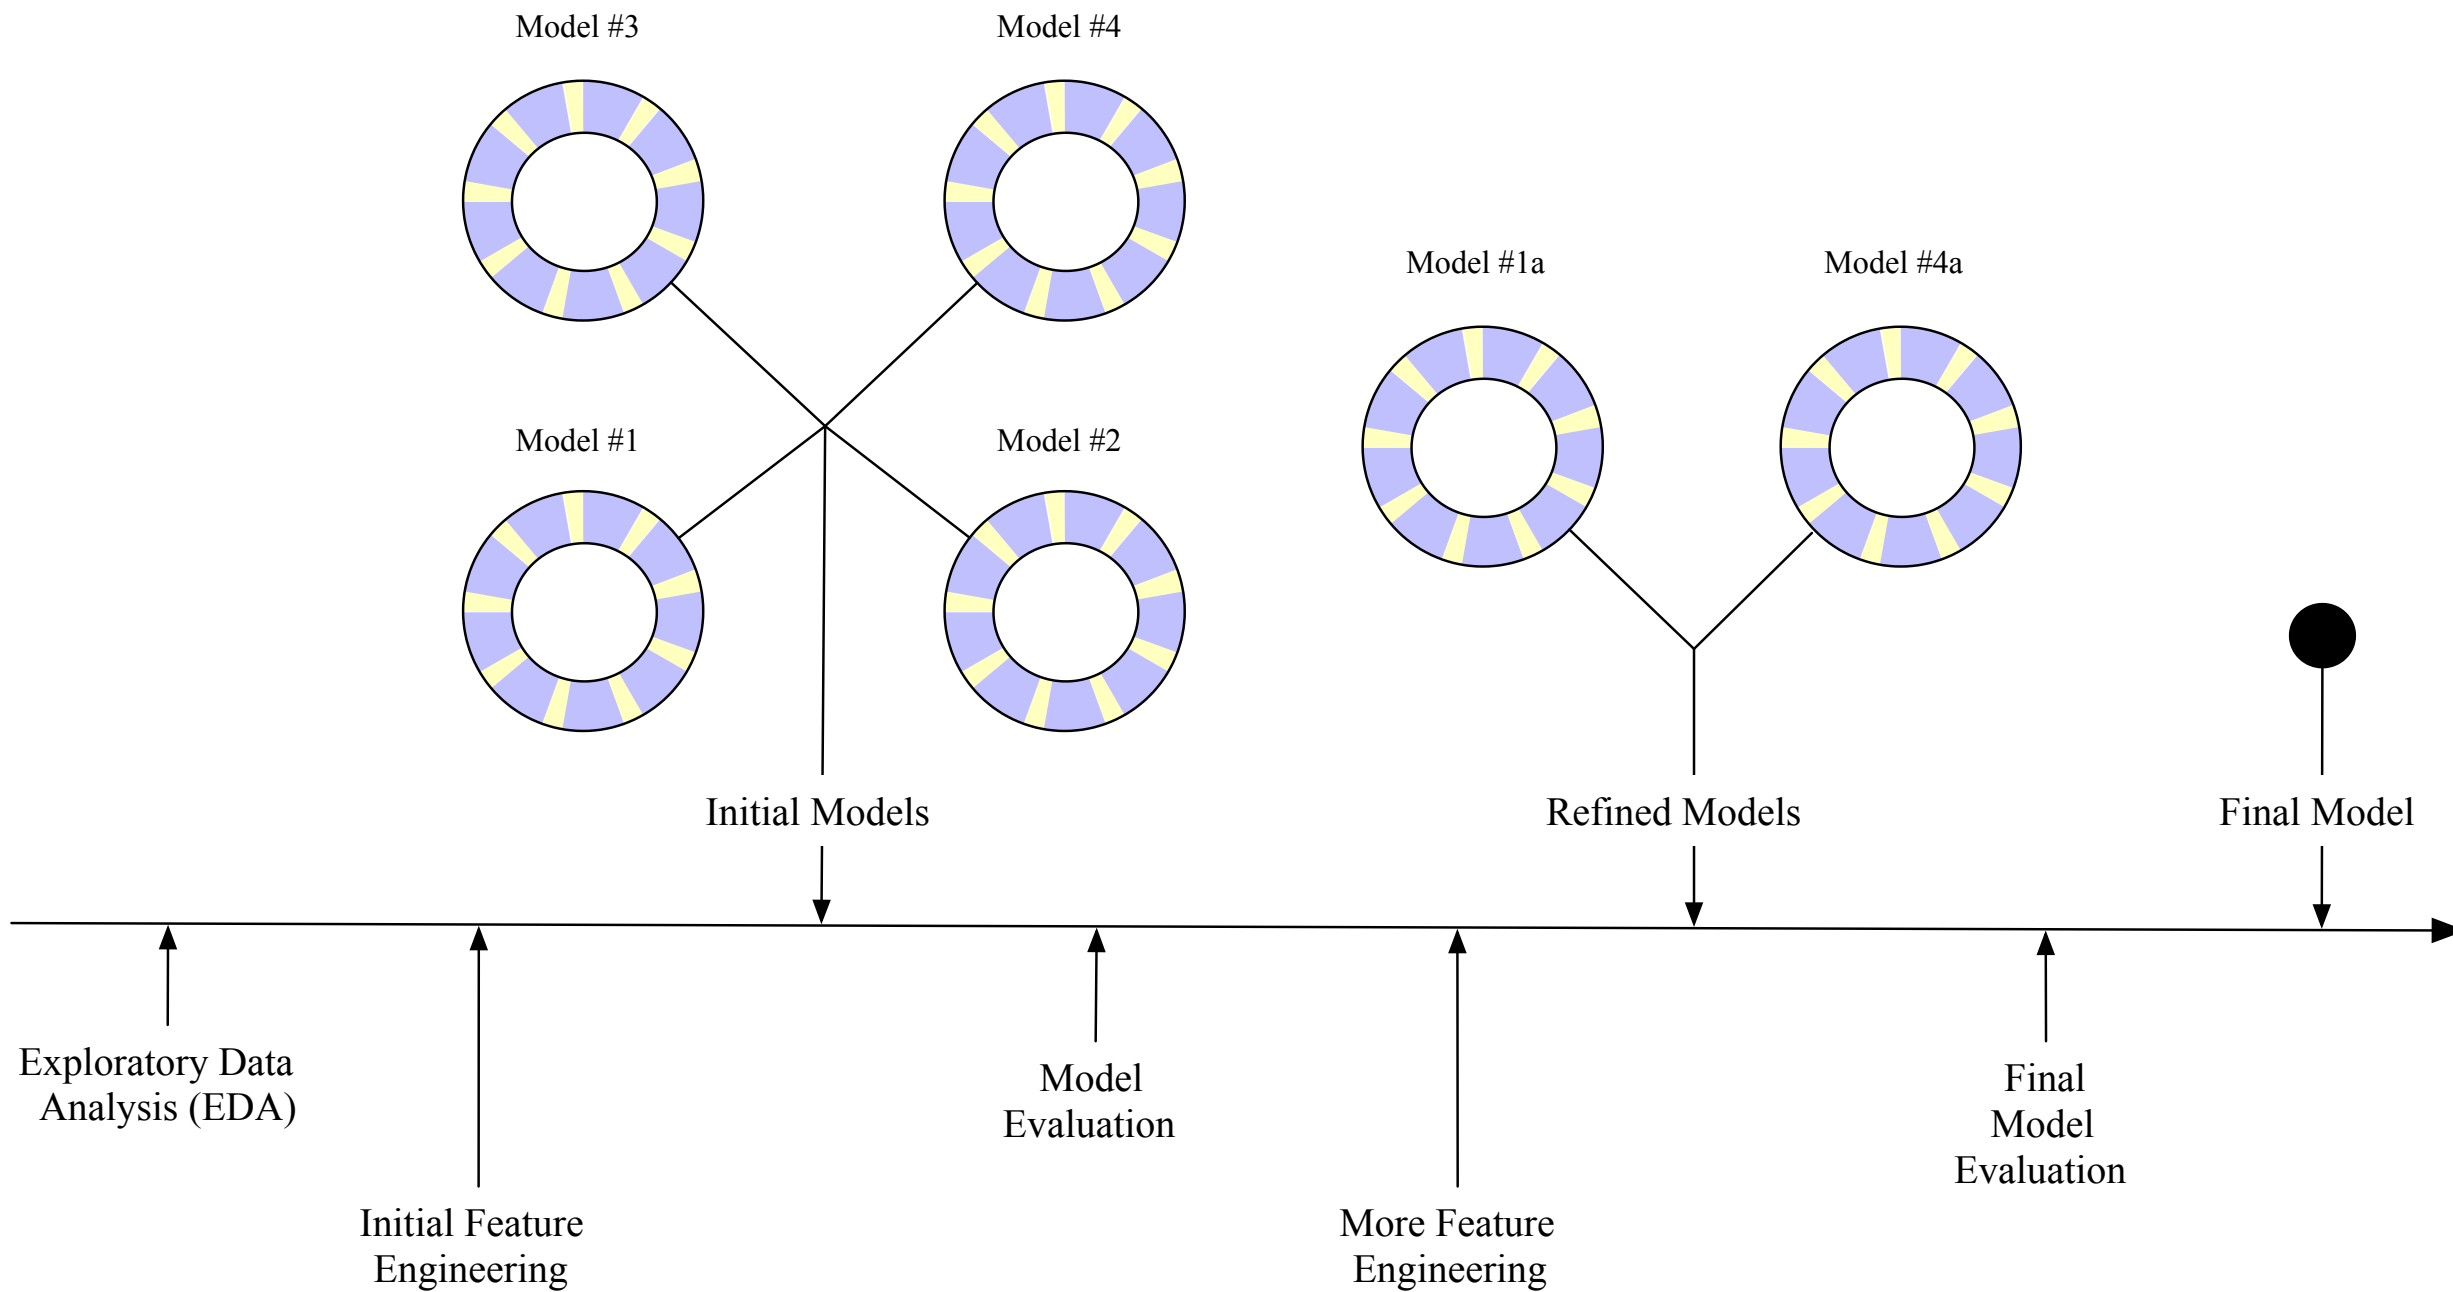 Model #3
Model #4
Model #1a
Model #4a
Model #1
Model #2
Initial Models
Refined Models
Final Model
Exploratory Data
Analysis (EDA)
Model
Evaluation
Final
Model
Evaluation
Initial Feature
Engineering
More Feature
Engineering